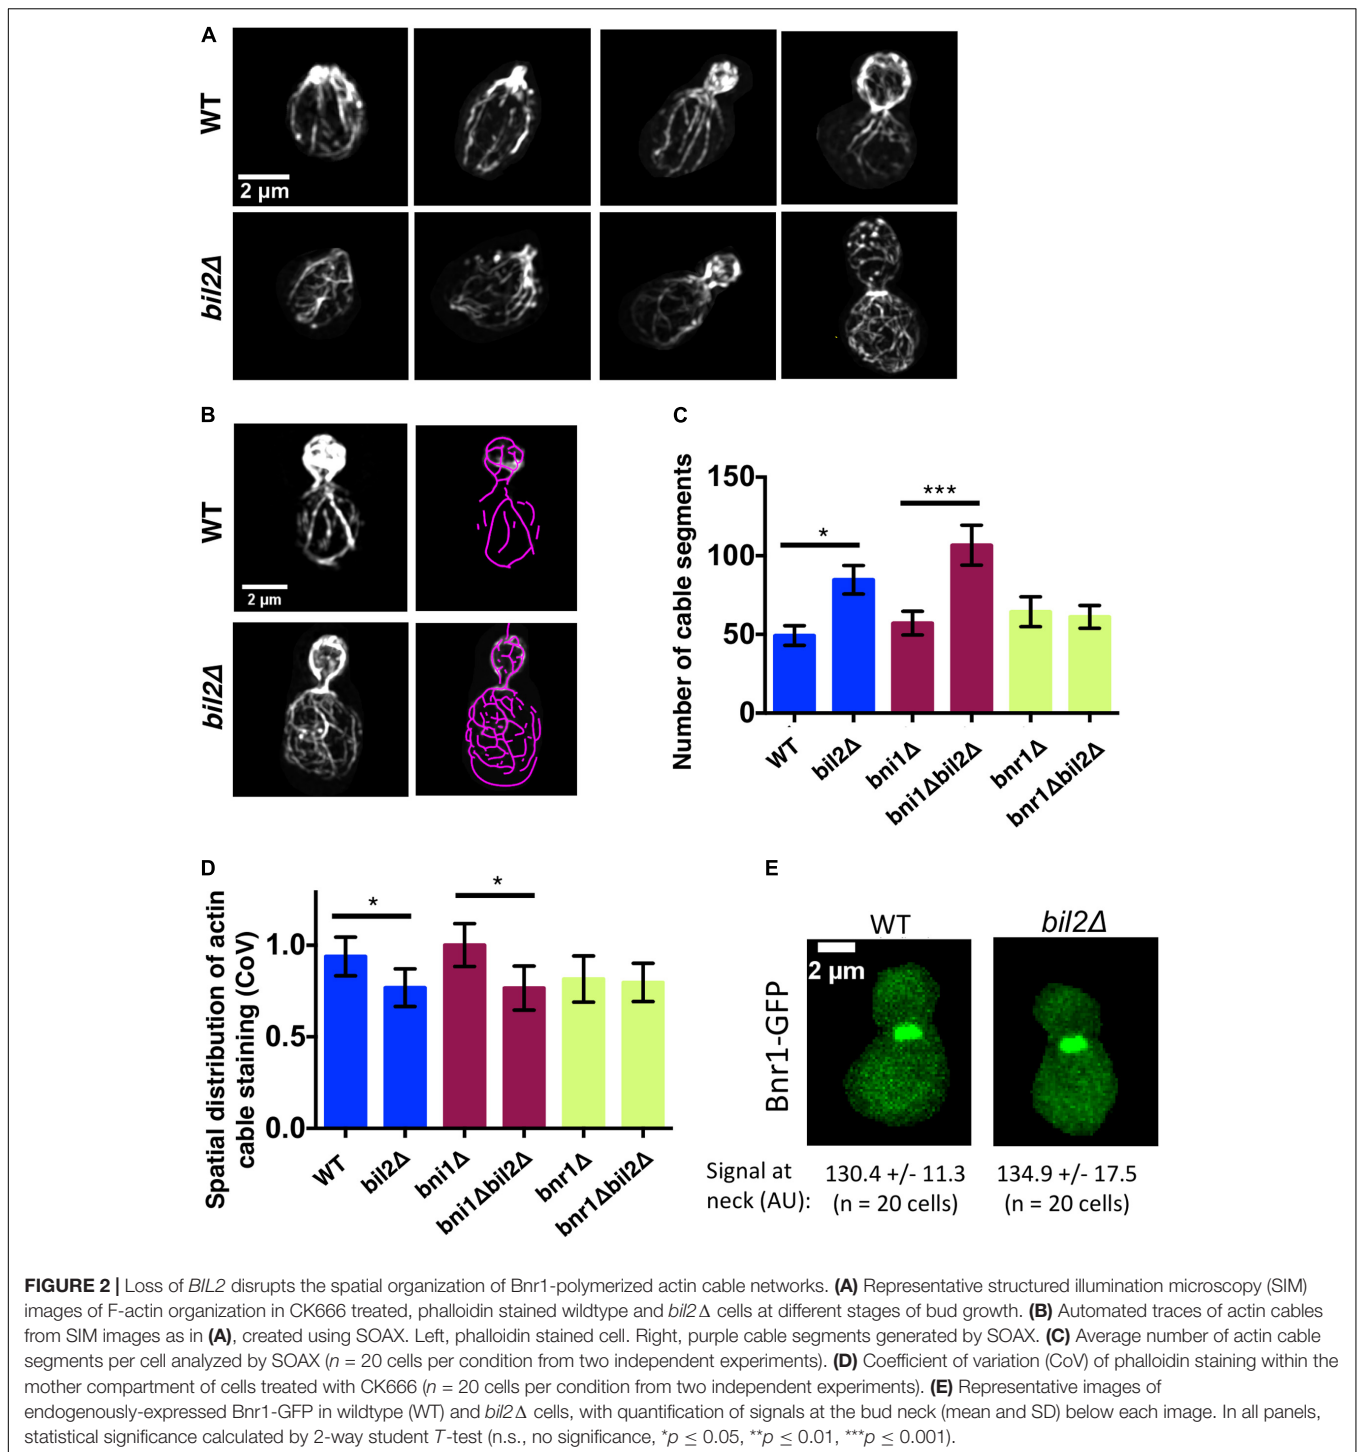 A
WT
2 µm
bil2Δ
B
WT
2 µm
bil2Δ
C
Number of cable segments
150
100
50
0
*
***
WT
bil2Δ
bni1Δ
bni1Δbil2Δ
bnr1Δ
bnr1Δbil2Δ
D
Spatial distribution of actin
cable staining (CoV)
1.0
0.5
0.0
*
*
WT
bil2Δ
bni1Δ
bni1Δbil2Δ
bnr1Δ
bnr1Δbil2Δ
E
WT
bil2Δ
2 µm
Bnr1-GFP
Signal at
neck (AU):
130.4 +/- 11.3
(n = 20 cells)
134.9 +/- 17.5
(n = 20 cells)
FIGURE 2 | Loss of BIL2 disrupts the spatial organization of Bnr1-polymerized actin cable networks. (A) Representative structured illumination microscopy (SIM)
images of F-actin organization in CK666 treated, phalloidin stained wildtype and bil2Δ cells at different stages of bud growth. (B) Automated traces of actin cables
from SIM images as in (A), created using SOAX. Left, phalloidin stained cell. Right, purple cable segments generated by SOAX. (C) Average number of actin cable
segments per cell analyzed by SOAX (n = 20 cells per condition from two independent experiments). (D) Coefficient of variation (CoV) of phalloidin staining within the
mother compartment of cells treated with CK666 (n = 20 cells per condition from two independent experiments). (E) Representative images of
endogenously-expressed Bnr1-GFP in wildtype (WT) and bil2Δ cells, with quantification of signals at the bud neck (mean and SD) below each image. In all panels,
statistical significance calculated by 2-way student T-test (n.s., no significance, *p ≤ 0.05, **p ≤ 0.01, ***p ≤ 0.001).